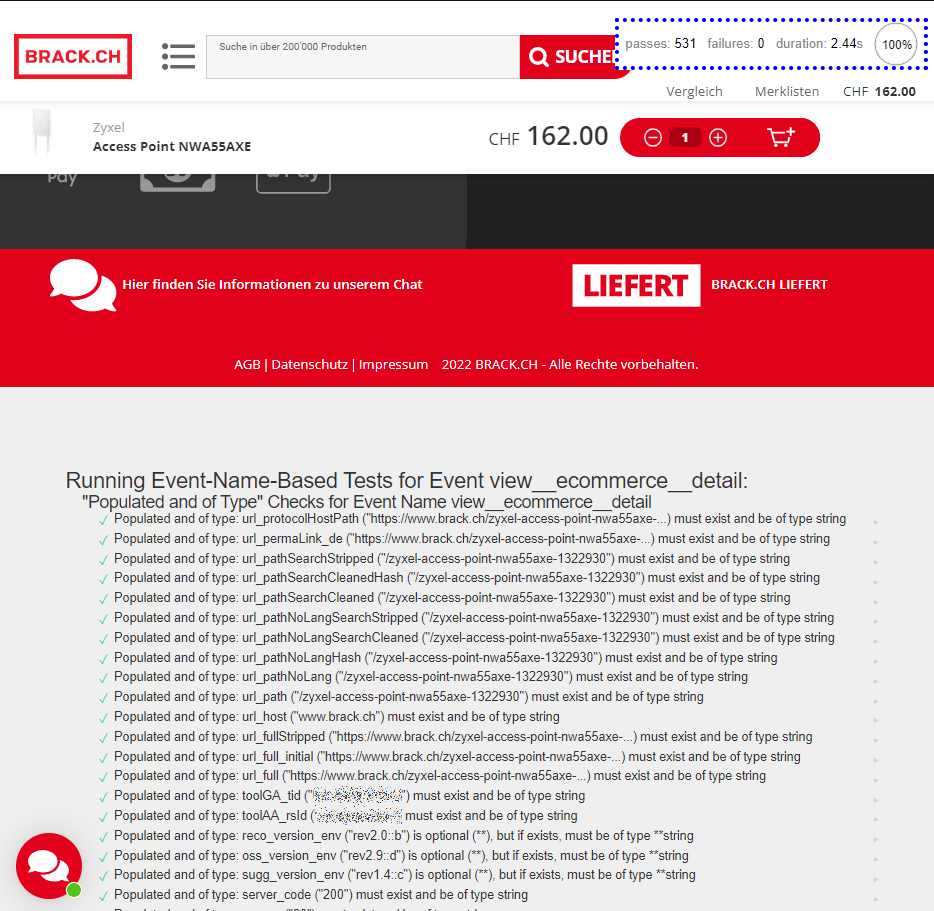 BRACK.CH
Suche in über 200'000 Produkten
SUCHE
passes: 531 failures: 0 duration: 2.44s 100%
Vergleich Merklisten CHF 162.00
Zyxel
Access Point NWA55AXE
CHF 162.00
1
Pay
Pay
Hier finden Sie Informationen zu unserem Chat
LIEFERT
BRACK.CH LIEFERT
AGB | Datenschutz | Impressum 2022 BRACK.CH - Alle Rechte vorbehalten.
Running Event-Name-Based Tests for Event view__ecommerce__detail:
"Populated and of Type" Checks for Event Name view__ecommerce__detail
Populated and of type: url_protocolHostPath ("https://www.brack.ch/zyxel-access-point-nwa55axe-...) must exist and be of type string
Populated and of type: url_permaLink_de ("https://www.brack.ch/zyxel-access-point-nwa55axe-...) must exist and be of type string
Populated and of type: url_pathSearchStripped ("/zyxel-access-point-nwa55axe-1322930") must exist and be of type string
Populated and of type: url_pathSearchCleanedHash ("/zyxel-access-point-nwa55axe-1322930") must exist and be of type string
Populated and of type: url_pathSearchCleaned ("/zyxel-access-point-nwa55axe-1322930") must exist and be of type string
Populated and of type: url_pathNoLangSearchStripped ("/zyxel-access-point-nwa55axe-1322930") must exist and be of type string
Populated and of type: url_pathNoLangSearchCleaned ("/zyxel-access-point-nwa55axe-1322930") must exist and be of type string
Populated and of type: url_pathNoLangHash ("/zyxel-access-point-nwa55axe-1322930") must exist and be of type string
Populated and of type: url_pathNoLang ("/zyxel-access-point-nwa55axe-1322930") must exist and be of type string
Populated and of type: url_path ("/zyxel-access-point-nwa55axe-1322930") must exist and be of type string
Populated and of type: url_host ("www.brack.ch") must exist and be of type string
Populated and of type: url_fullStripped ("https://www.brack.ch/zyxel-access-point-nwa55axe-...) must exist and be of type string
Populated and of type: url_full_initial ("https://www.brack.ch/zyxel-access-point-nwa55axe-...) must exist and be of type string
Populated and of type: url_full ("https://www.brack.ch/zyxel-access-point-nwa55axe-...) must exist and be of type string
Populated and of type: toolGA_tid (" ") must exist and be of type string
Populated and of type: toolAA_rsId (" must exist and be of type string
Populated and of type: reco_version_env ("rev2.0::b") is optional (**), but if exists, must be of type **string
Populated and of type: oss_version_env ("rev2.9::d") is optional (**), but if exists, must be of type **string
Populated and of type: sugg_version_env ("rev1.4::c") is optional (**), but if exists, must be of type **string
Populated and of type: server_code ("200") must exist and be of type string